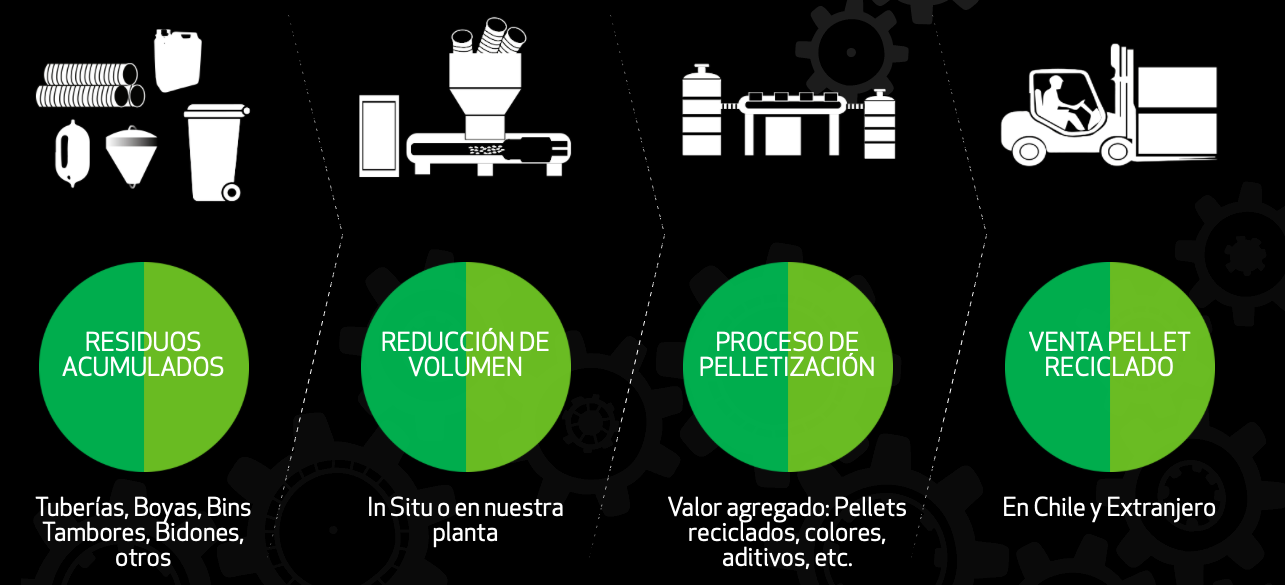 RESIDUOS
ACUMULADOS
Tuberías, Boyas, Bins
Tambores, Bidones,
otros
REDUCCIÓN DE
VOLUMEN
In Situ o en nuestra
planta
PROCESO DE
PELLETIZACIÓN
Valor agregado: Pellets
reciclados, colores,
aditivos, etc.
VENTA PELLET
RECICLADO
En Chile y Extranjero